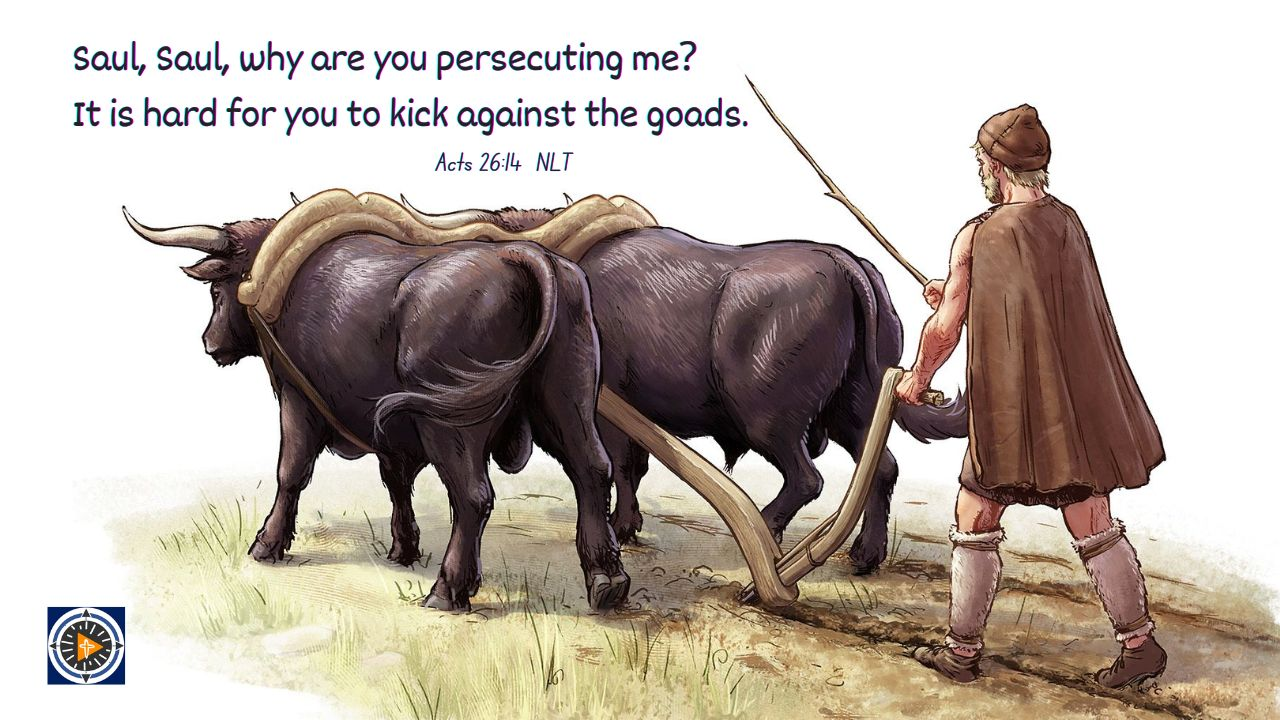 Saul, Saul, why are you persecuting me?
It is hard for you to kick against the goads.
Acts 26:14 NLT